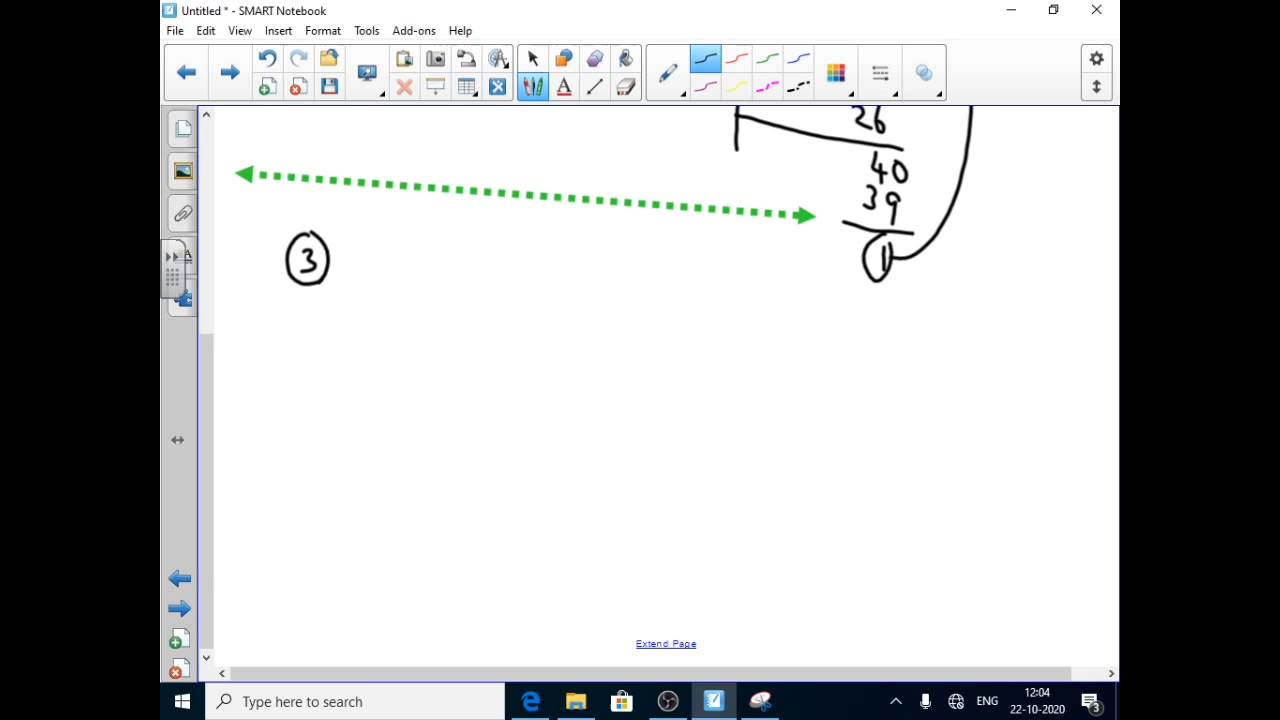 Untitled * - SMART Notebook
File Edit View Insert Format Tools Add-ons Help
26
40
39
1
3
Extend Page
Type here to search
ENG
12:04
22-10-2020
3